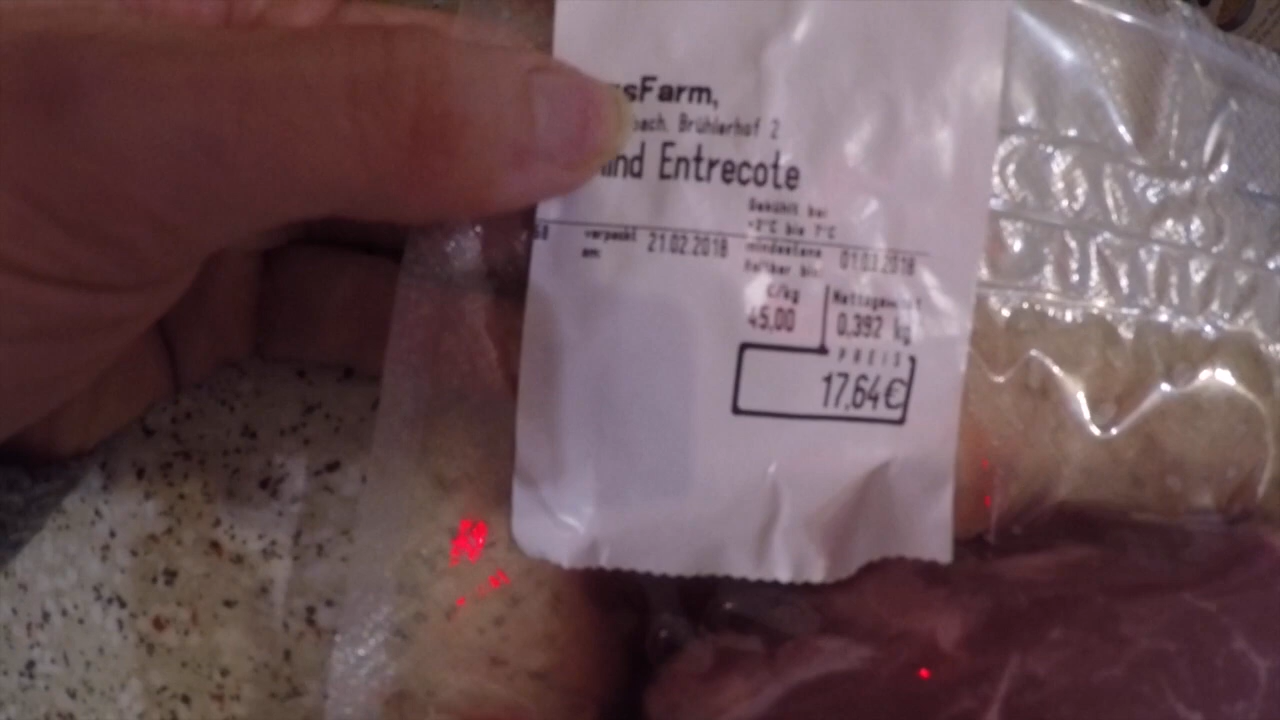 sFarm,
bach. Brühlerhof 2
ind Entrecote
Gekühlt bei
+2°C bis 7°C
68 verpackt am: 21.02.2018 mindestens haltbar bis: 01.03.2018
€/kg Nettogewicht
45,00 0,392 kg
PREIS
17,64€